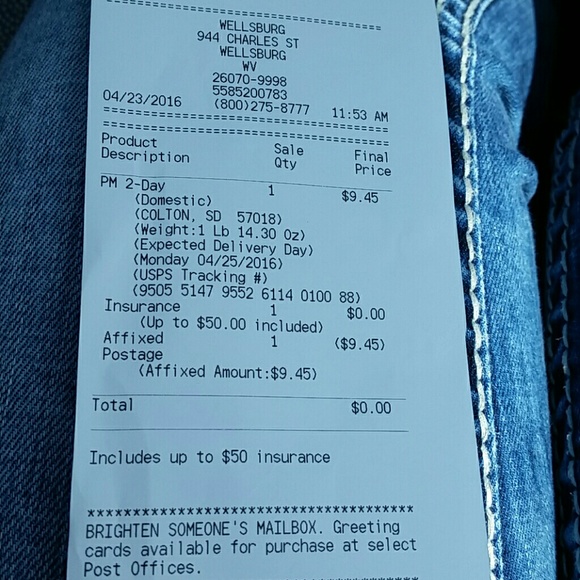 ========================================
WELLSBURG
944 CHARLES ST
WELLSBURG
WV
26070-9998
5585200783
04/23/2016 (800)275-8777 11:53 AM
========================================
========================================
Product Sale Final
Description Qty Price
PM 2-Day 1 $9.45
(Domestic)
(COLTON, SD 57018)
(Weight:1 Lb 14.30 Oz)
(Expected Delivery Day)
(Monday 04/25/2016)
(USPS Tracking #)
(9505 5147 9552 6114 0100 88)
Insurance 1 $0.00
(Up to $50.00 included)
Affixed 1 ($9.45)
Postage
(Affixed Amount:$9.45)
Total $0.00
Includes up to $50 insurance
****************************************
BRIGHTEN SOMEONE'S MAILBOX. Greeting
cards available for purchase at select
Post Offices.
****************************************